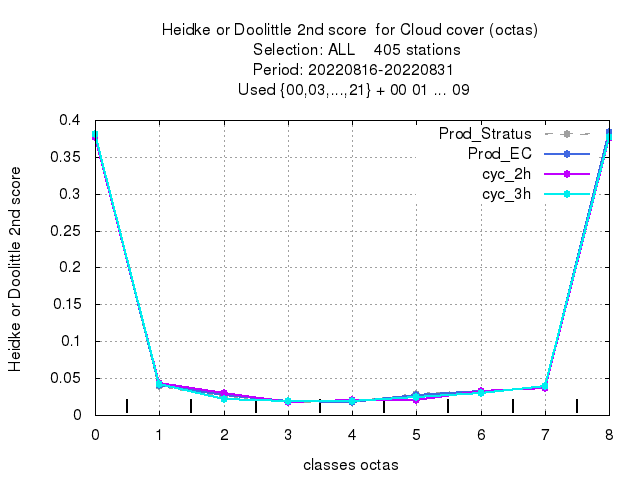 Heidke or Doolittle 2nd score  for Cloud cover (octas)
Selection: ALL    405 stations
Period: 20220816-20220831
Used {00,03,...,21} + 00 01 ... 09
Heidke or Doolittle 2nd score
0.4
0.35
0.3
0.25
0.2
0.15
0.1
0.05
0
Prod_Stratus
Prod_EC
cyc_2h
cyc_3h
0 1 2 3 4 5 6 7 8
classes octas